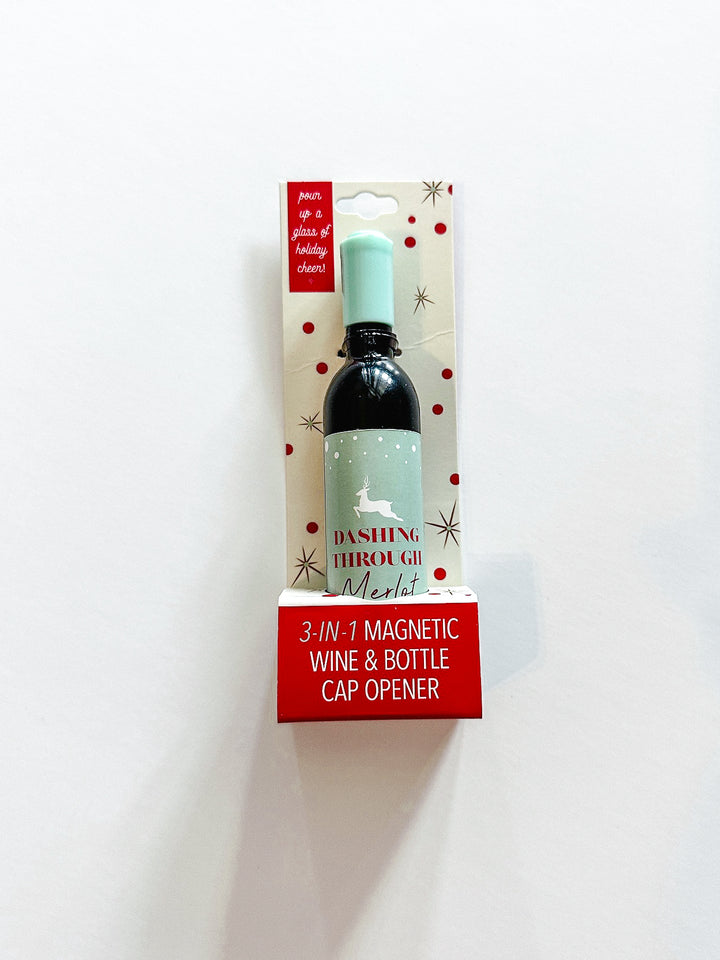 pour
up a
glass of
holiday
cheer!
DASHING
THROUGH
Merlot
3-IN-1 MAGNETIC
WINE & BOTTLE
CAP OPENER